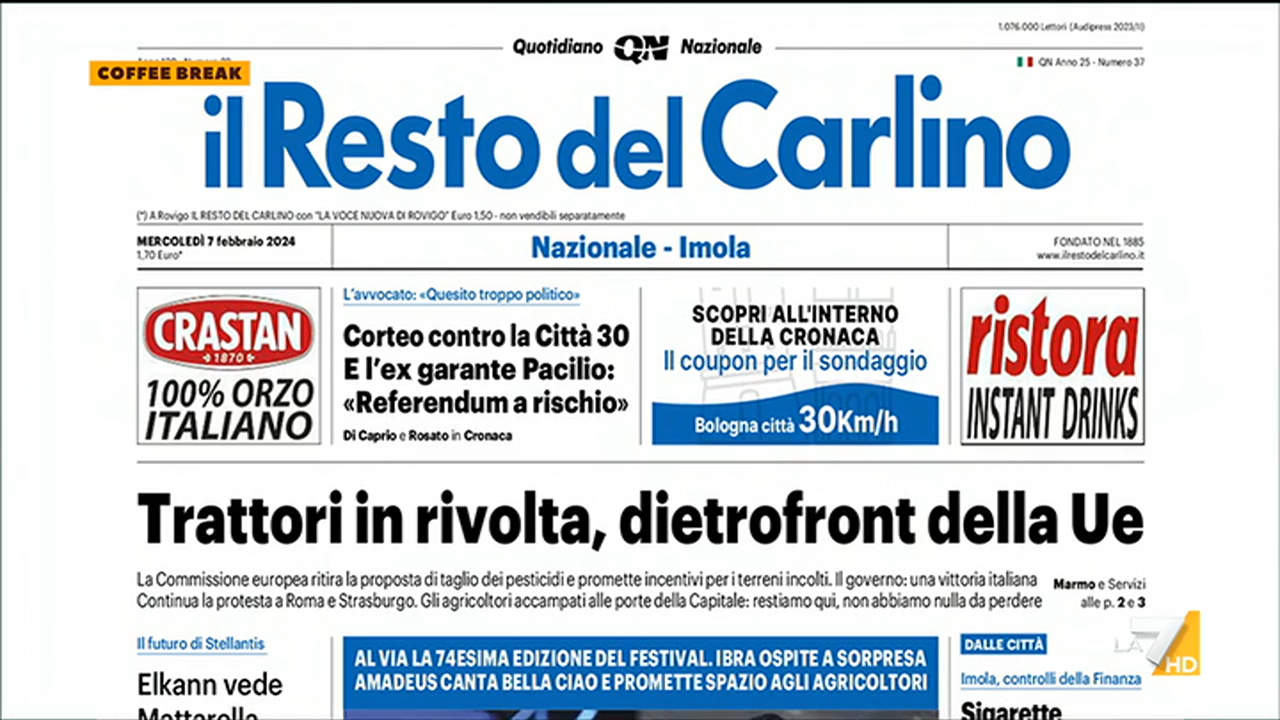 1.076.000 Lettori (Audipress 2023/II)
Quotidiano QN Nazionale
COFFEE BREAK
QN Anno 25 - Numero 37
il Resto del Carlino
(*) A Rovigo IL RESTO DEL CARLINO con "LA VOCE NUOVA DI ROVIGO" Euro 1,50 - non vendibili separatamente
MERCOLEDÌ 7 febbraio 2024
1,70 Euro*
Nazionale - Imola
FONDATO NEL 1885
www.ilrestodelcarlino.it
CRASTAN
1870
100% ORZO
ITALIANO
L'avvocato: «Quesito troppo politico»
Corteo contro la Città 30
E l'ex garante Pacilio:
«Referendum a rischio»
Di Caprio e Rosato in Cronaca
SCOPRI ALL'INTERNO
DELLA CRONACA
Il coupon per il sondaggio
Bologna città 30Km/h
ristora
INSTANT DRINKS
Trattori in rivolta, dietrofront della Ue
La Commissione europea ritira la proposta di taglio dei pesticidi e promette incentivi per i terreni incolti. Il governo: una vittoria italiana
Continua la protesta a Roma e Strasburgo. Gli agricoltori accampati alle porte della Capitale: restiamo qui, non abbiamo nulla da perdere
Marmo e Servizi
alle p. 2 e 3
Il futuro di Stellantis
Elkann vede
Mattarella
AL VIA LA 74ESIMA EDIZIONE DEL FESTIVAL. IBRA OSPITE A SORPRESA
AMADEUS CANTA BELLA CIAO E PROMETTE SPAZIO AGLI AGRICOLTORI
DALLE CITTÀ
Imola, controlli della Finanza
Sigarette
LA7 HD